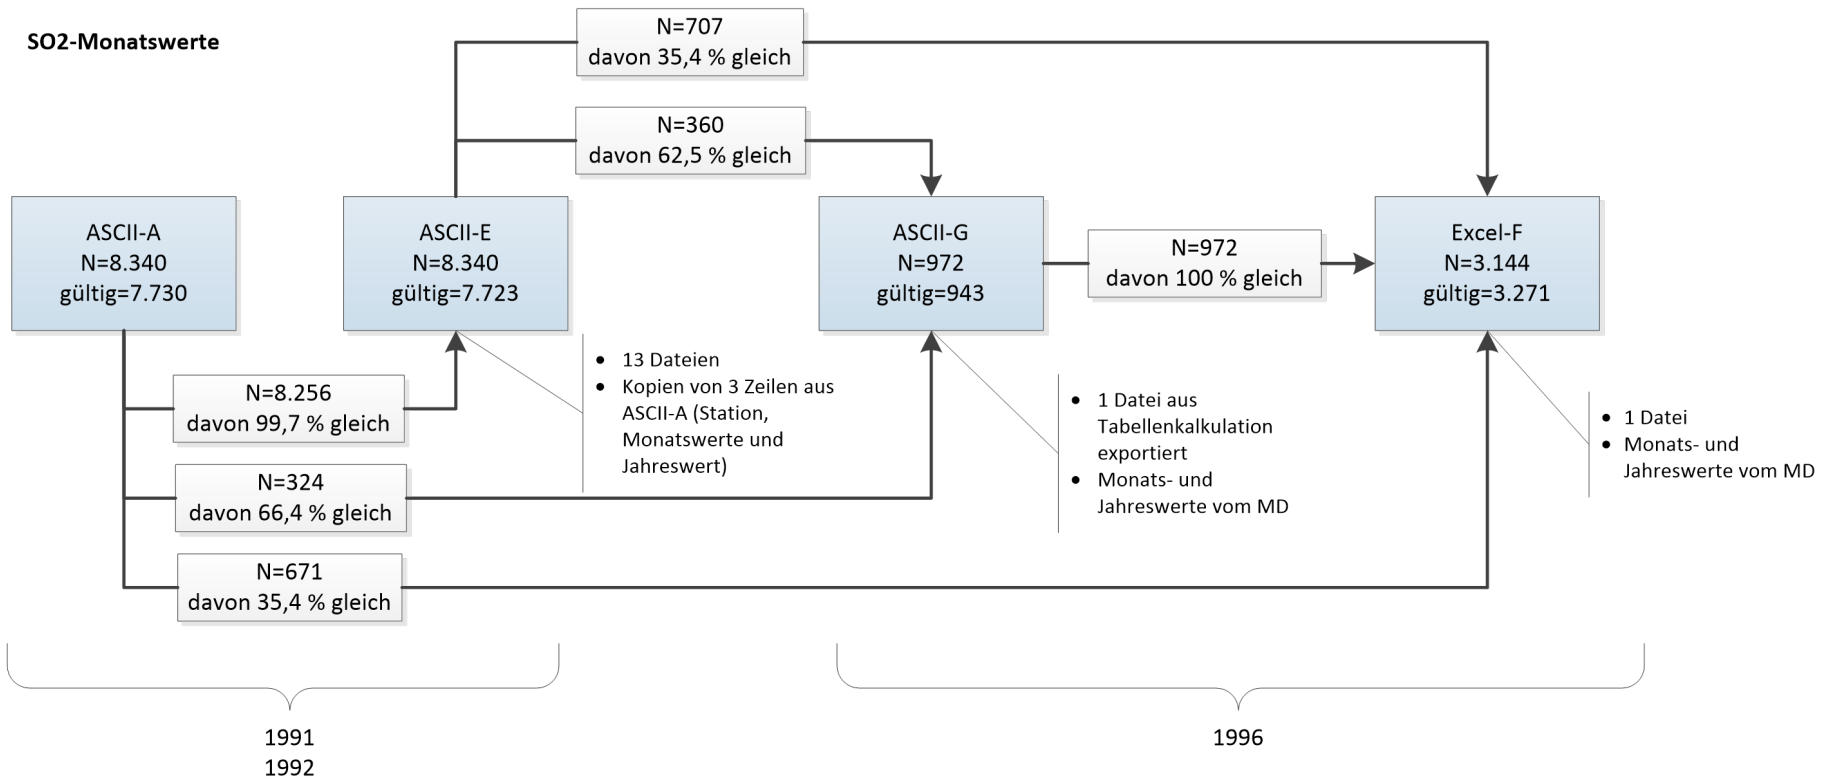 SO2-Monatswerte
N=707
davon 35,4 % gleich
N=360
davon 62,5 % gleich
ASCII-A
N=8.340
gültig=7.730
ASCII-E
N=8.340
gültig=7.723
ASCII-G
N=972
gültig=943
N=972
davon 100 % gleich
Excel-F
N=3.144
gültig=3.271
N=8.256
davon 99,7 % gleich
N=324
davon 66,4 % gleich
N=671
davon 35,4 % gleich
• 13 Dateien
• Kopien von 3 Zeilen aus
ASCII-A (Station,
Monatswerte und
Jahreswert)
• 1 Datei aus
Tabellenkalkulation
exportiert
• Monats- und
Jahreswerte vom MD
• 1 Datei
• Monats- und
Jahreswerte vom MD
1991
1992
1996